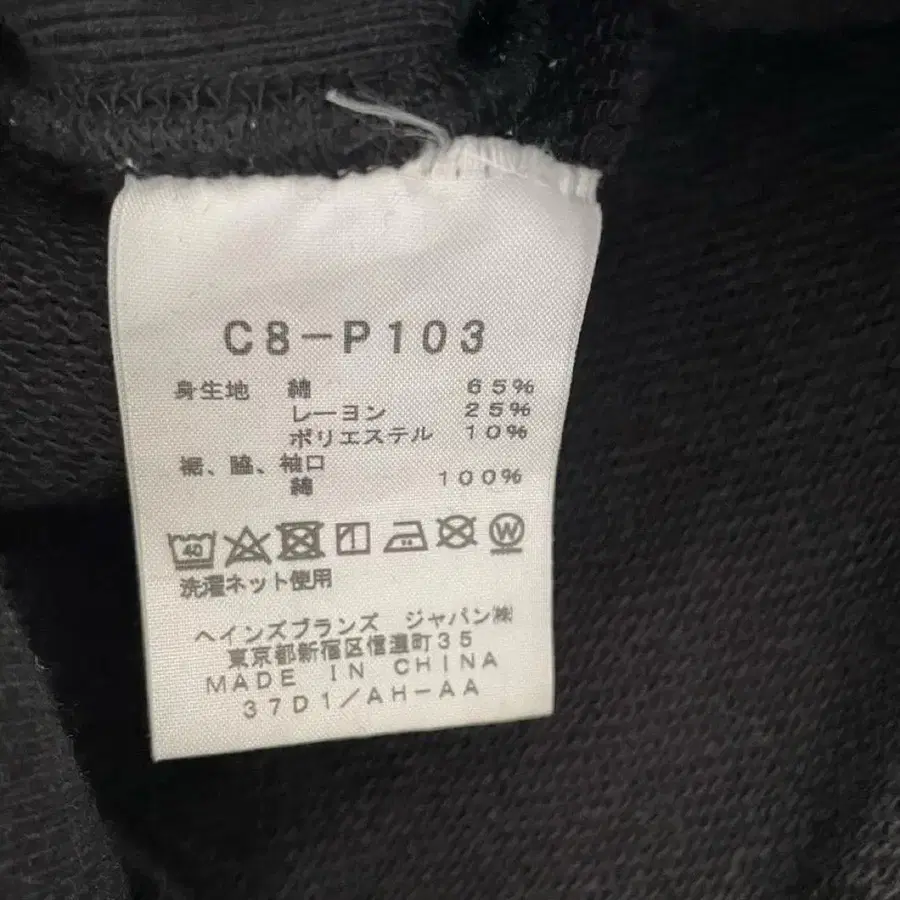 C8-P103
身生地 綿 65%
レーヨン 25%
ポリエステル 10%
裾、脇、袖口
綿 100%
40 W
洗濯ネット使用
ヘインズブランズ ジャパン㈱
東京都新宿区信濃町35
MADE IN CHINA
37D1/AH-AA